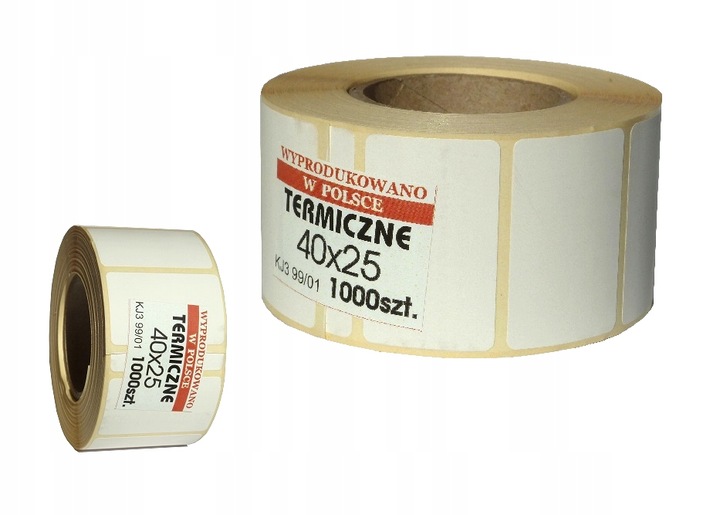 WYPRODUKOWANO
W POLSCE
TERMICZNE
40x25
KJ3 99/01 1000szt.
WYPRODUKOWANO
W POLSCE
TERMICZNE
40x25
KJ3 99/01 1000szt.